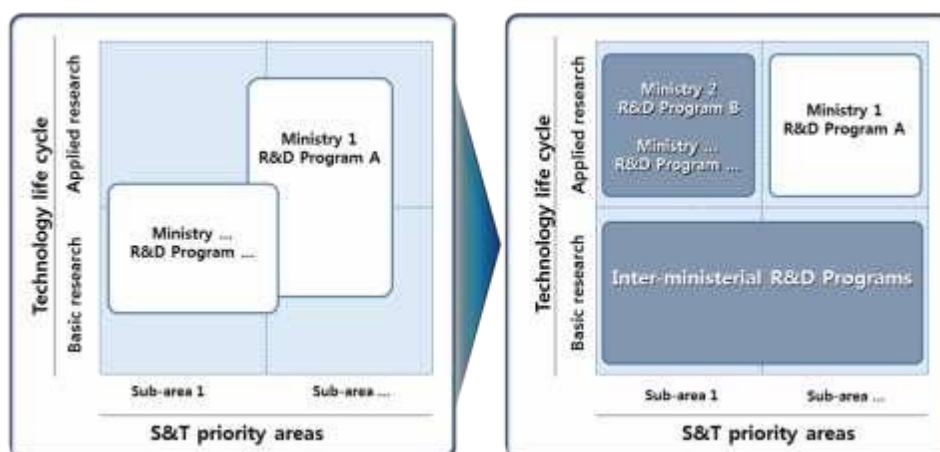 Technology life cycle
Applied research
Basic research
Ministry 1
R&D Program A
Ministry ...
R&D Program ...
Sub-area 1
Sub-area ...
S&T priority areas
Technology life cycle
Applied research
Basic research
Ministry 2
R&D Program B
Ministry ...
R&D Program ...
Ministry 1
R&D Program A
Inter-ministerial R&D Programs
Sub-area 1
Sub-area ...
S&T priority areas